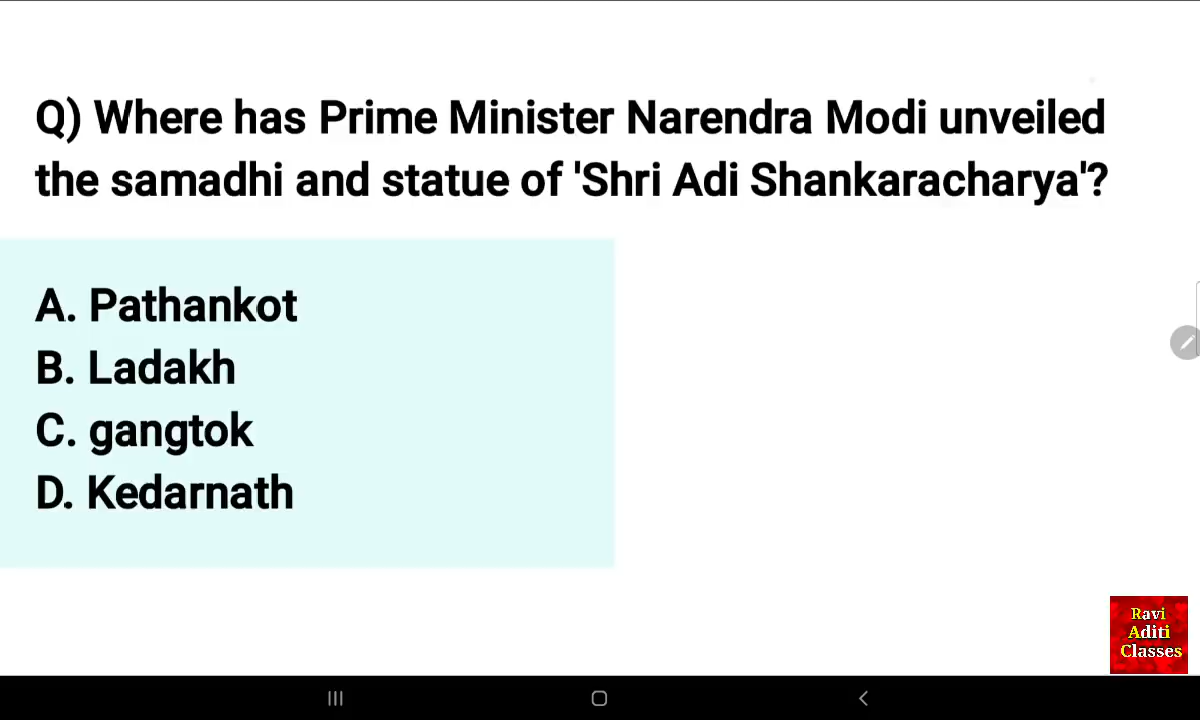 Q) Where has Prime Minister Narendra Modi unveiled
the samadhi and statue of 'Shri Adi Shankaracharya'?
A. Pathankot
B. Ladakh
C. gangtok
D. Kedarnath
Ravi
Aditi
Classes